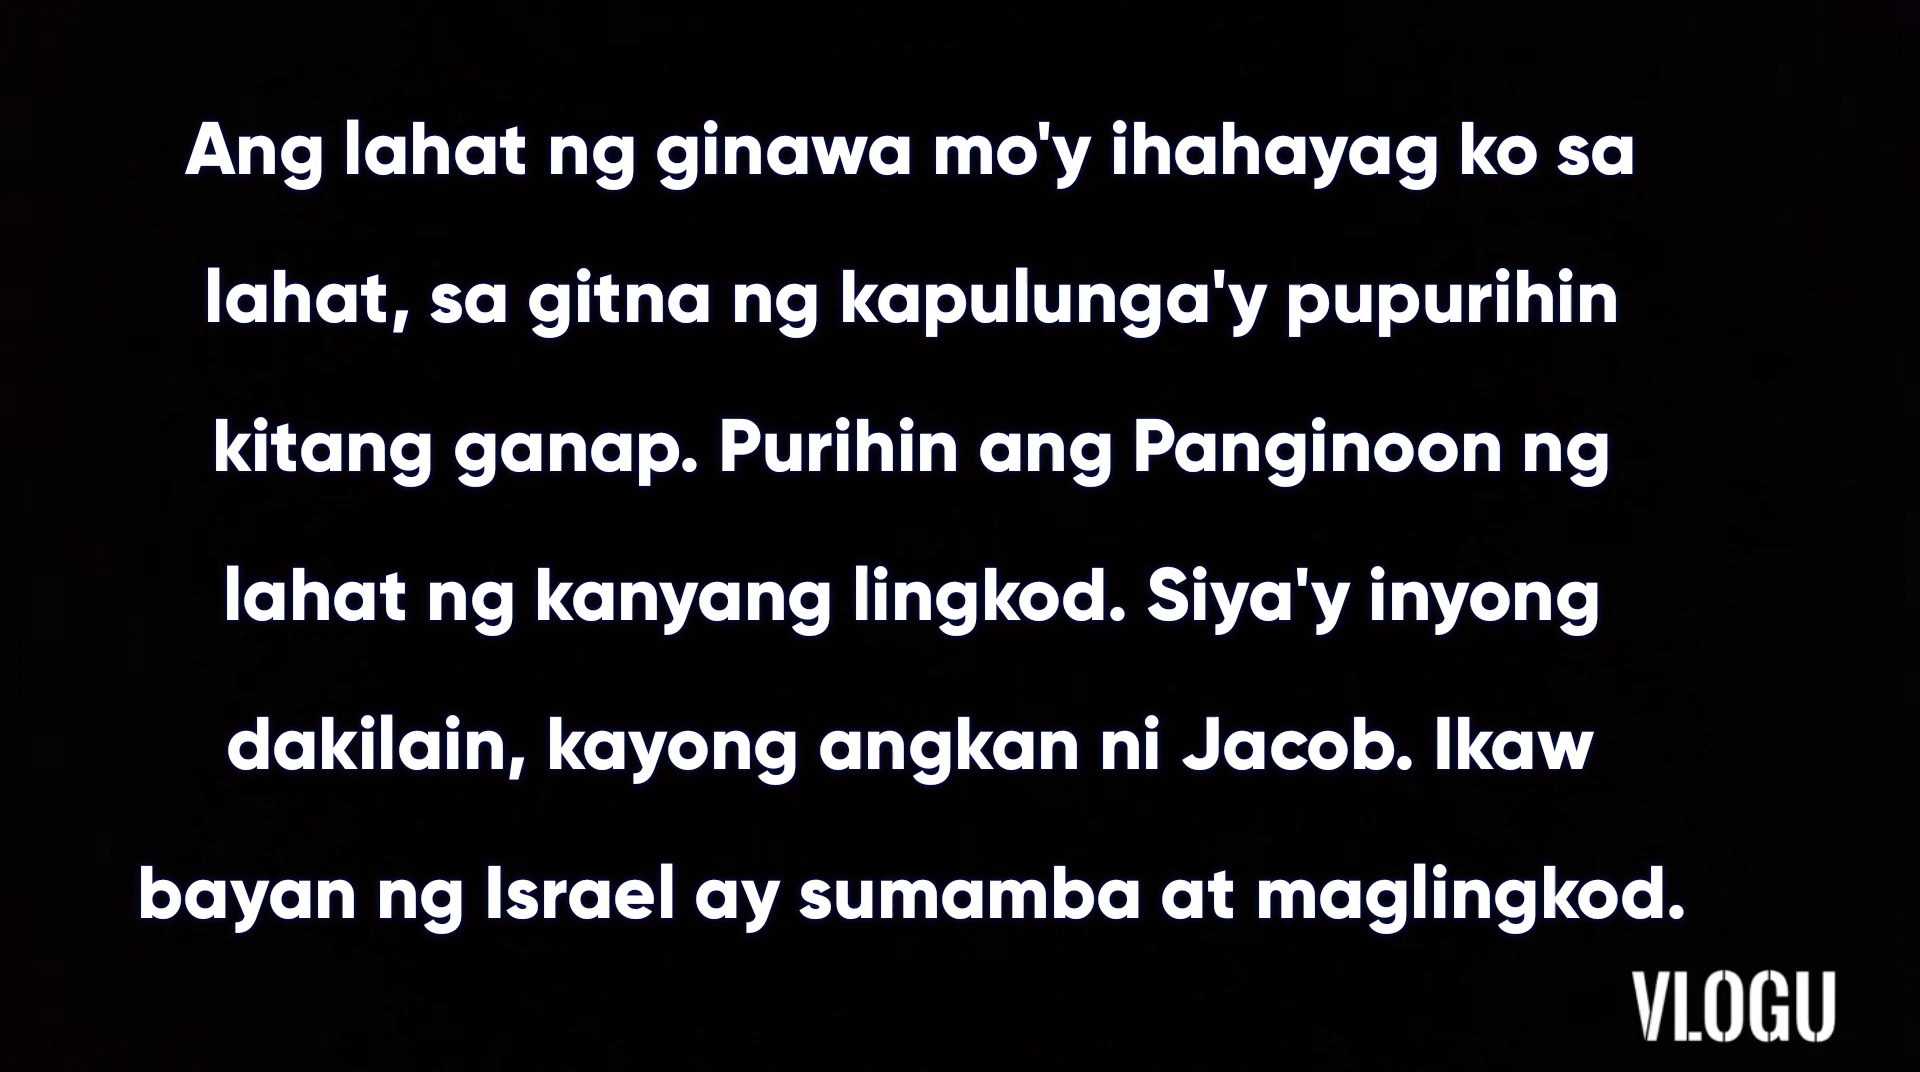 Ang lahat ng ginawa mo'y ihahayag ko sa
lahat, sa gitna ng kapulunga'y pupurihin
kitang ganap. Purihin ang Panginoon ng
lahat ng kanyang lingkod. Siya'y inyong
dakilain, kayong angkan ni Jacob. Ikaw
bayan ng Israel ay sumamba at maglingkod.
VLOGU